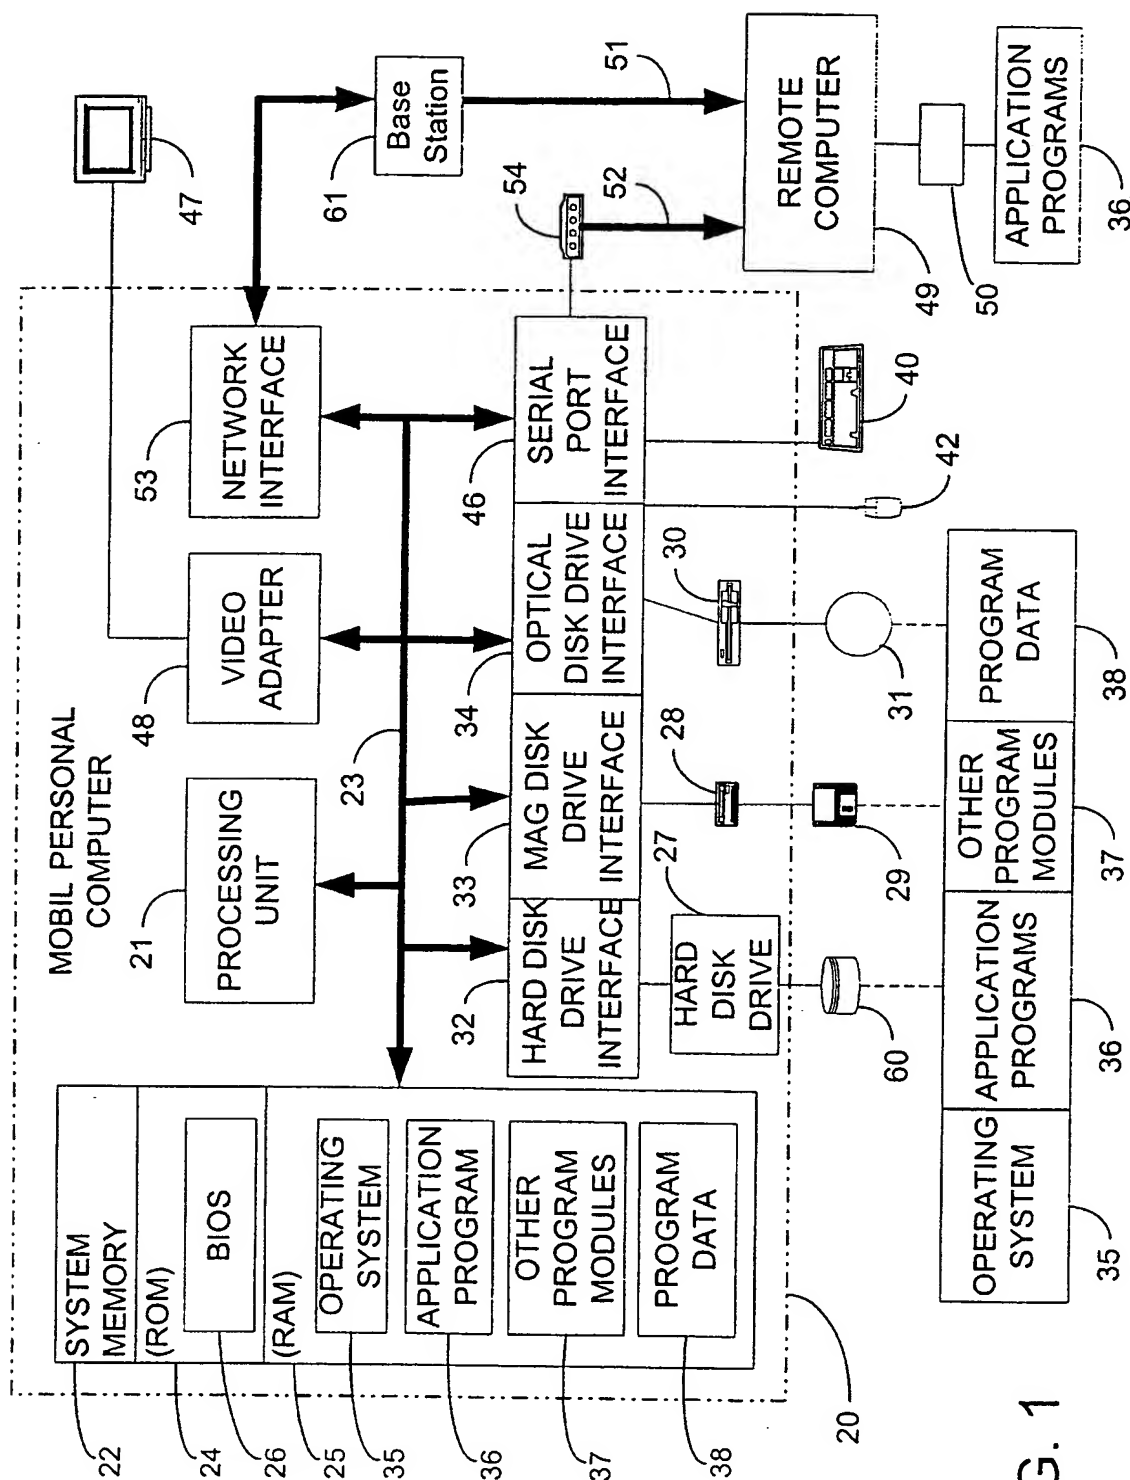 MOBIL PERSONAL
COMPUTER
SYSTEM
MEMORY
22
(ROM)
24
BIOS
26
(RAM)
25
OPERATING
SYSTEM
35
APPLICATION
PROGRAM
36
OTHER
PROGRAM
MODULES
37
PROGRAM
DATA
38
20
21
PROCESSING
UNIT
48
VIDEO
ADAPTER
53
NETWORK
INTERFACE
47
23
32
HARD DISK
DRIVE
INTERFACE
33
MAG DISK
DRIVE
INTERFACE
34
OPTICAL
DISK DRIVE
INTERFACE
46
SERIAL
PORT
INTERFACE
61
Base
Station
51
54
52
REMOTE
COMPUTER
49
50
APPLICATION
PROGRAMS
36
HARD
DISK
DRIVE
27
28
30
60
29
31
42
40
OPERATING
SYSTEM
35
APPLICATION
PROGRAMS
36
OTHER
PROGRAM
MODULES
37
PROGRAM
DATA
38
G. 1